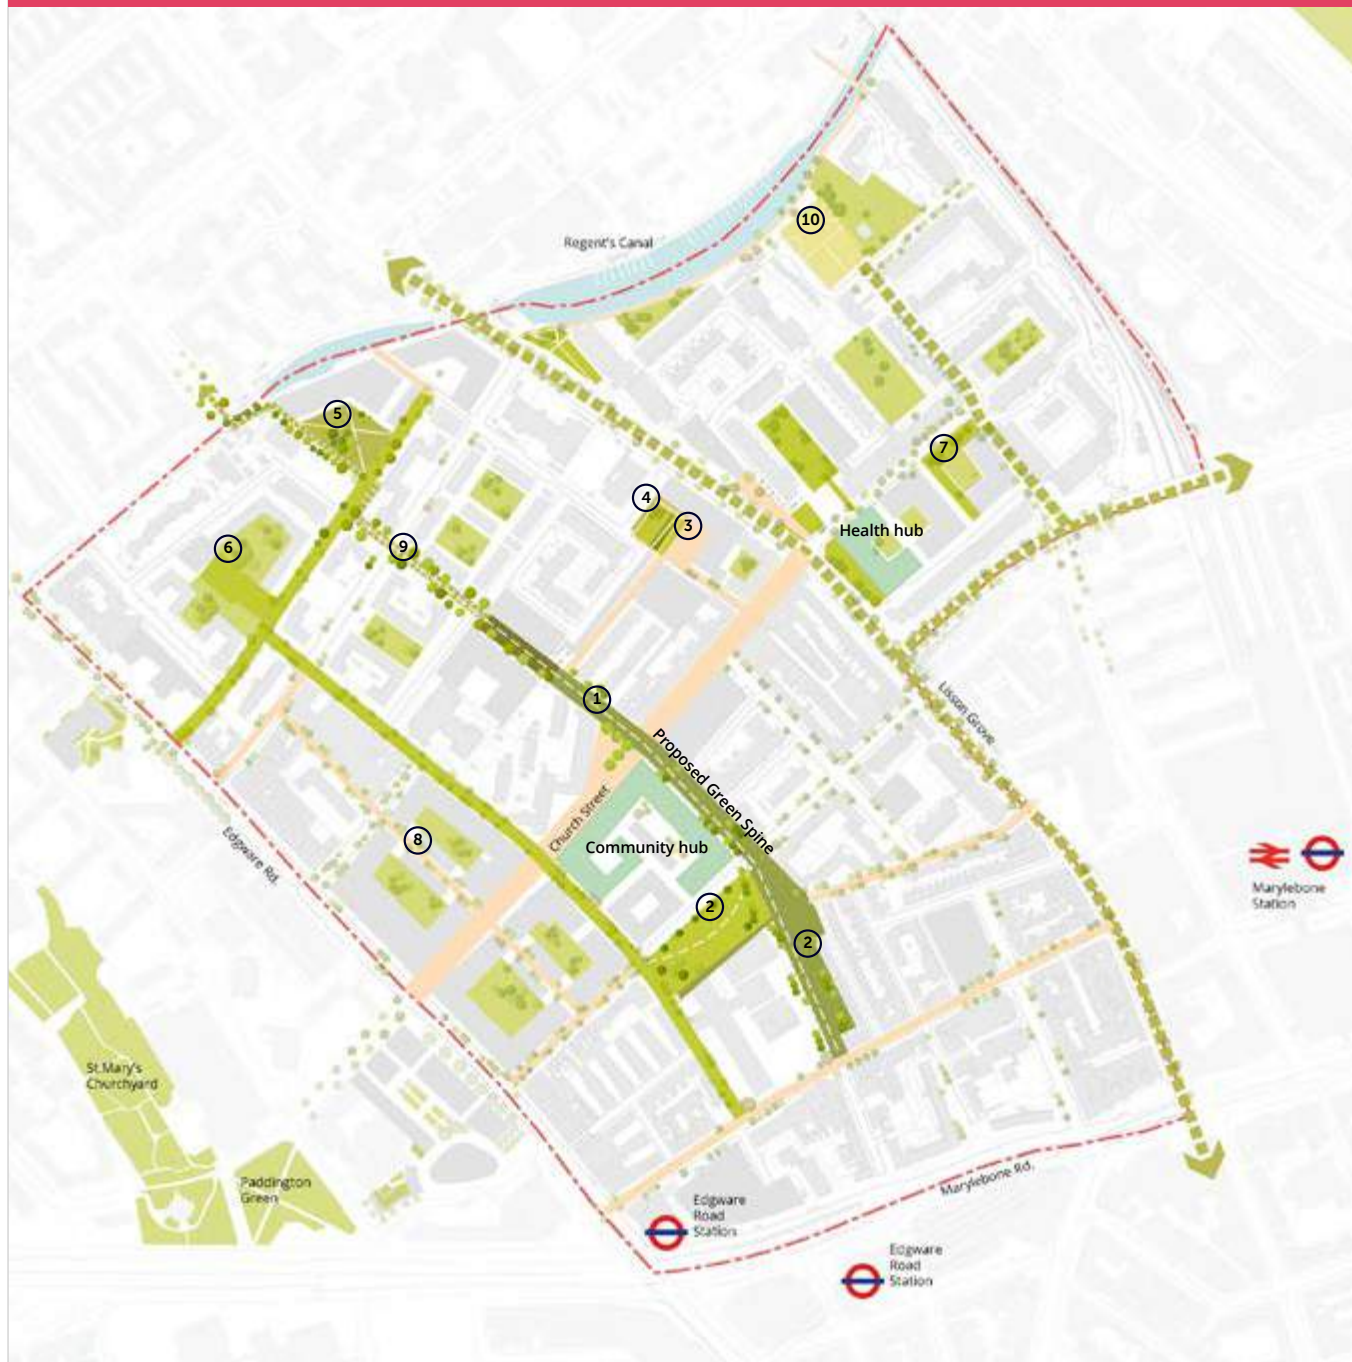 Regent's Canal
10
5
4
3
7
Health hub
6
9
1
Lisson Grove
Proposed Green Spine
Church Street
Community hub
Edgware Rd.
8
2
2
Marylebone
Station
St.Mary's
Churchyard
Paddington
Green
Marylebone Rd.
Edgware
Road
Station
Edgware
Road
Station